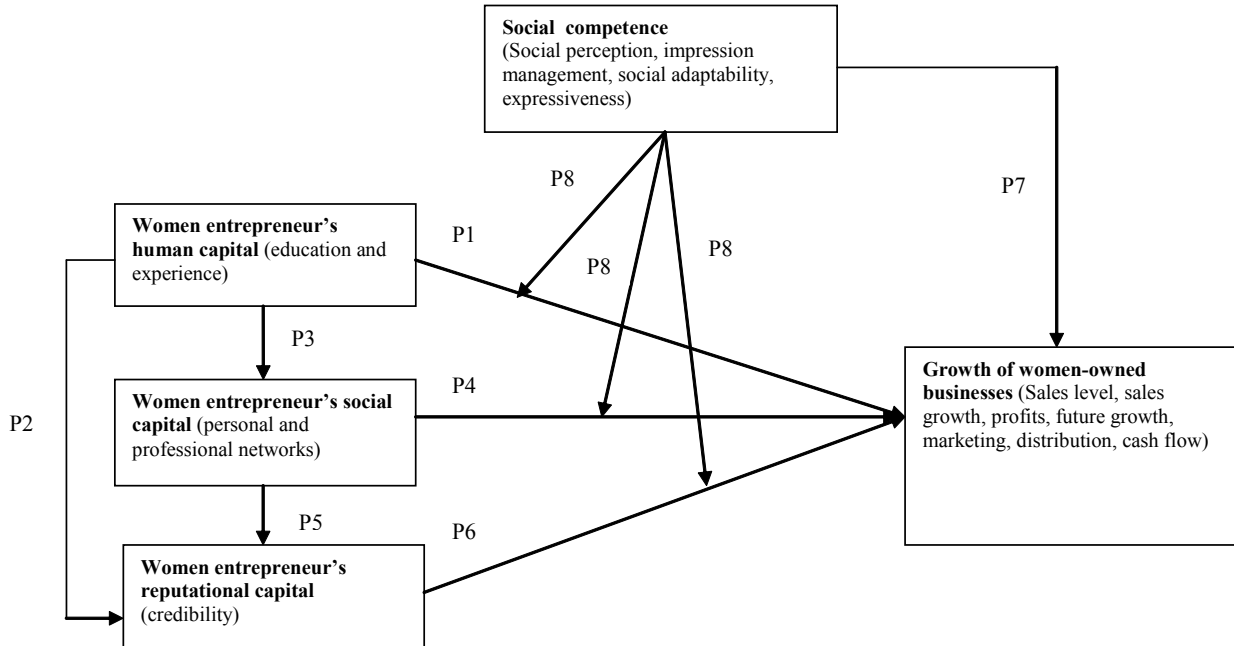 Social competence
(Social perception, impression
management, social adaptability,
expressiveness)
P8
P7
Women entrepreneur's
human capital (education and
experience)
P1
P8
P8
P3
Growth of women-owned
businesses (Sales level, sales
growth, profits, future growth,
marketing, distribution, cash flow)
Women entrepreneur's social
capital (personal and
professional networks)
P4
P2
P5
P6
Women entrepreneur's
reputational capital
(credibility)